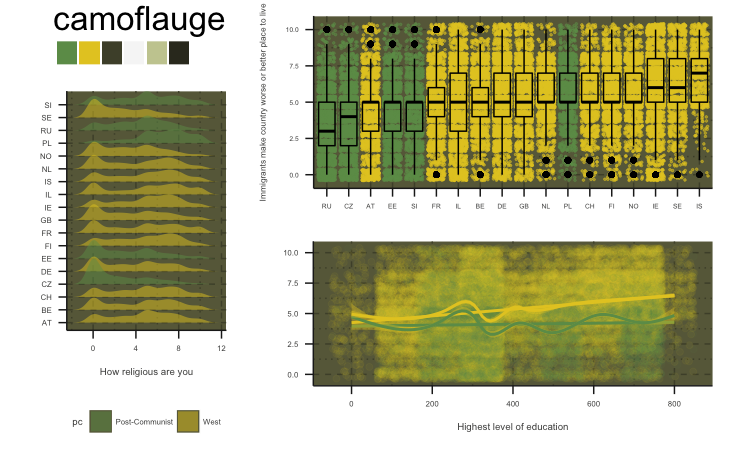 camoflauge
SI
SE
RU
PL
NO
NL
IS
IL
IE
GB
FR
FI
EE
DE
CZ
CH
BE
AT
0 4 8 12
How religious are you
pc Post-Communist West
Immigrants make country worse or better place to live
10.0
7.5
5.0
2.5
0.0
RU CZ AT EE SI FR IL BE DE GB NL PL CH FI NO IE SE IS
10.0
7.5
5.0
2.5
0.0
0 200 400 600 800
Highest level of education